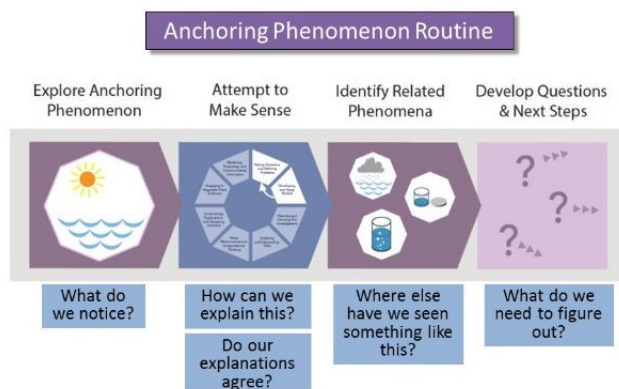 Anchoring Phenomenon Routine
Explore Anchoring
Phenomenon
Attempt to
Make Sense
Identify Related
Phenomena
Develop Questions
& Next Steps
?
?
?
What do
we notice?
How can we
explain this?
Do our
explanations
agree?
Where else
have we seen
something like
this?
What do we
need to figure
out?